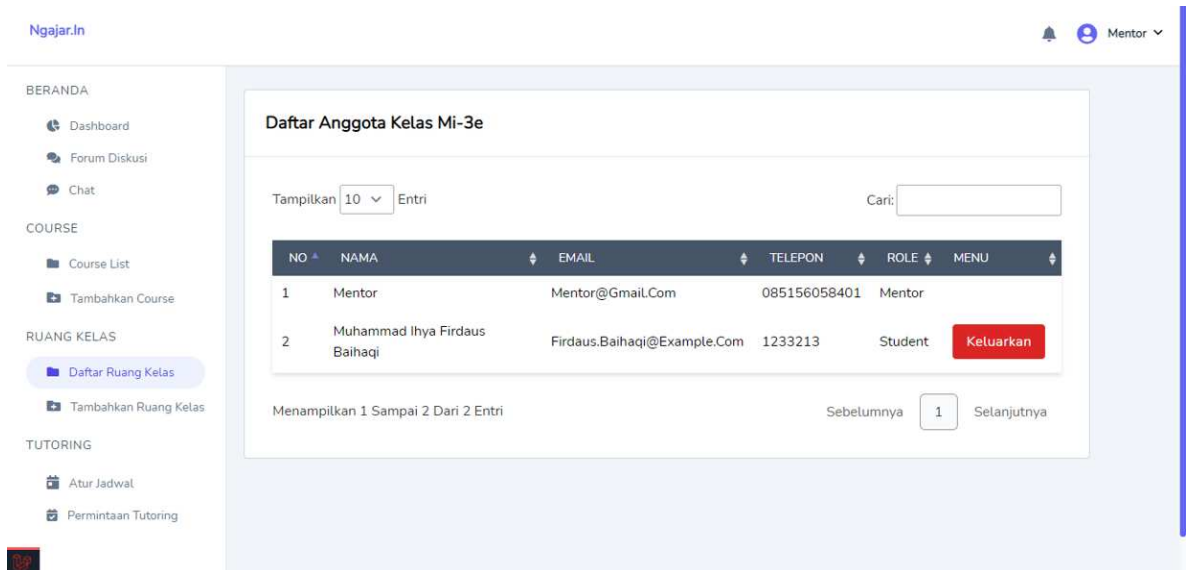 Ngajar.In
Mentor
BERANDA
Dashboard
Forum Diskusi
Chat
COURSE
Course List
Tambahkan Course
RUANG KELAS
Daftar Ruang Kelas
Tambahkan Ruang Kelas
TUTORING
Atur Jadwal
Permintaan Tutoring
Daftar Anggota Kelas Mi-3e
Tampilkan 10 Entri
Cari:
NO NAMA EMAIL TELEPON ROLE MENU
1 Mentor Mentor@Gmail.Com 085156058401 Mentor
2 Muhammad Ihya Firdaus
Baihaqi Firdaus.Baihaqi@Example.Com 1233213 Student Keluarkan
Menampilkan 1 Sampai 2 Dari 2 Entri
Sebelumnya 1 Selanjutnya